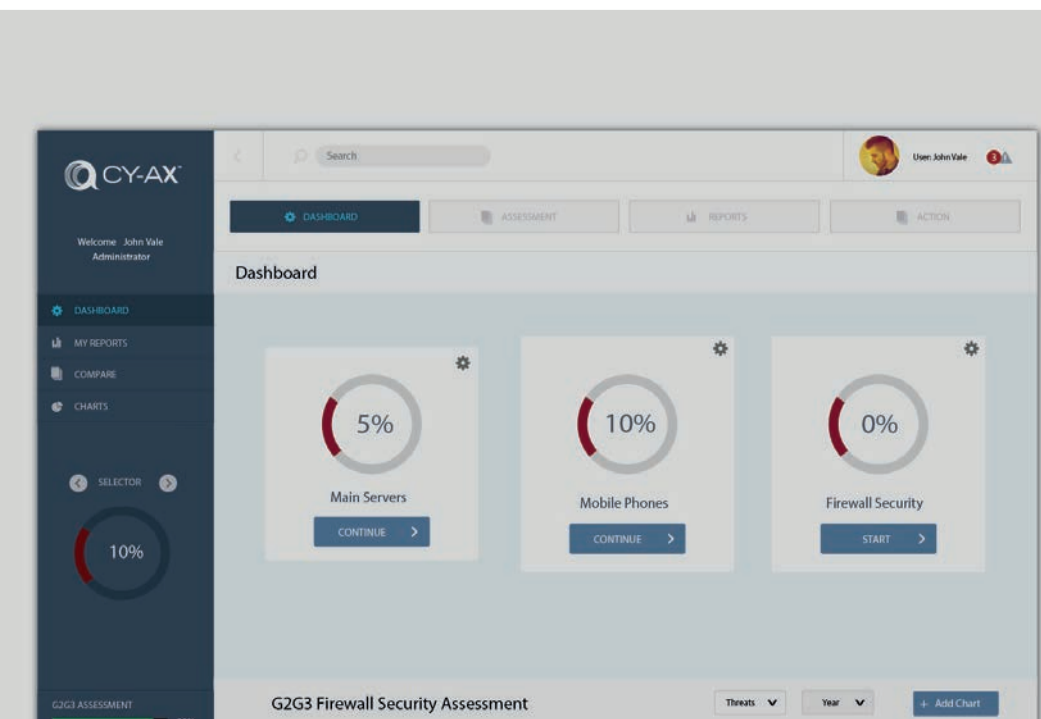 CY-AX™
Welcome John Vale
Administrator
DASHBOARD
MY REPORTS
COMPARE
CHARTS
SELECTOR
10%
G2G3 ASSESSMENT
Search
User: John Vale
3
DASHBOARD
ASSESSMENT
REPORTS
ACTION
Dashboard
5%
Main Servers
CONTINUE
10%
Mobile Phones
CONTINUE
0%
Firewall Security
START
G2G3 Firewall Security Assessment
Threats
Year
+ Add Chart